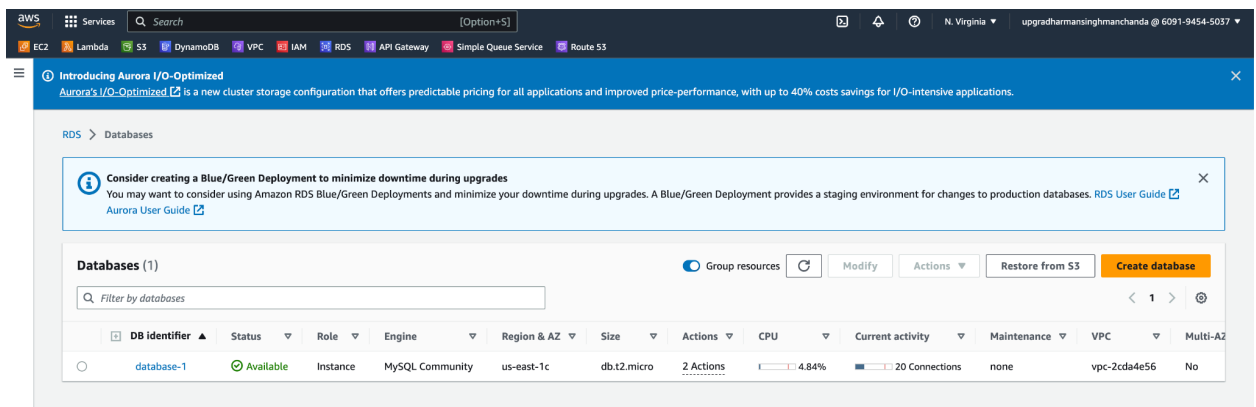 aws Services Search [Option+S] N. Virginia ▼ upgradharmansinghmanchanda @ 6091-9454-5037 ▼
EC2 Lambda S3 DynamoDB VPC IAM RDS API Gateway Simple Queue Service Route 53
Introducing Aurora I/O-Optimized
Aurora's I/O-Optimized is a new cluster storage configuration that offers predictable pricing for all applications and improved price-performance, with up to 40% costs savings for I/O-intensive applications.
RDS > Databases
Consider creating a Blue/Green Deployment to minimize downtime during upgrades
You may want to consider using Amazon RDS Blue/Green Deployments and minimize your downtime during upgrades. A Blue/Green Deployment provides a staging environment for changes to production databases. RDS User Guide
Aurora User Guide
Databases (1) Group resources Modify Actions ▼ Restore from S3 Create database
Filter by databases < 1 >
DB identifier ▲ Status Role Engine Region & AZ Size Actions CPU Current activity Maintenance VPC Multi-AZ
database-1 Available Instance MySQL Community us-east-1c db.t2.micro 2 Actions 4.84% 20 Connections none vpc-2cda4e56 No